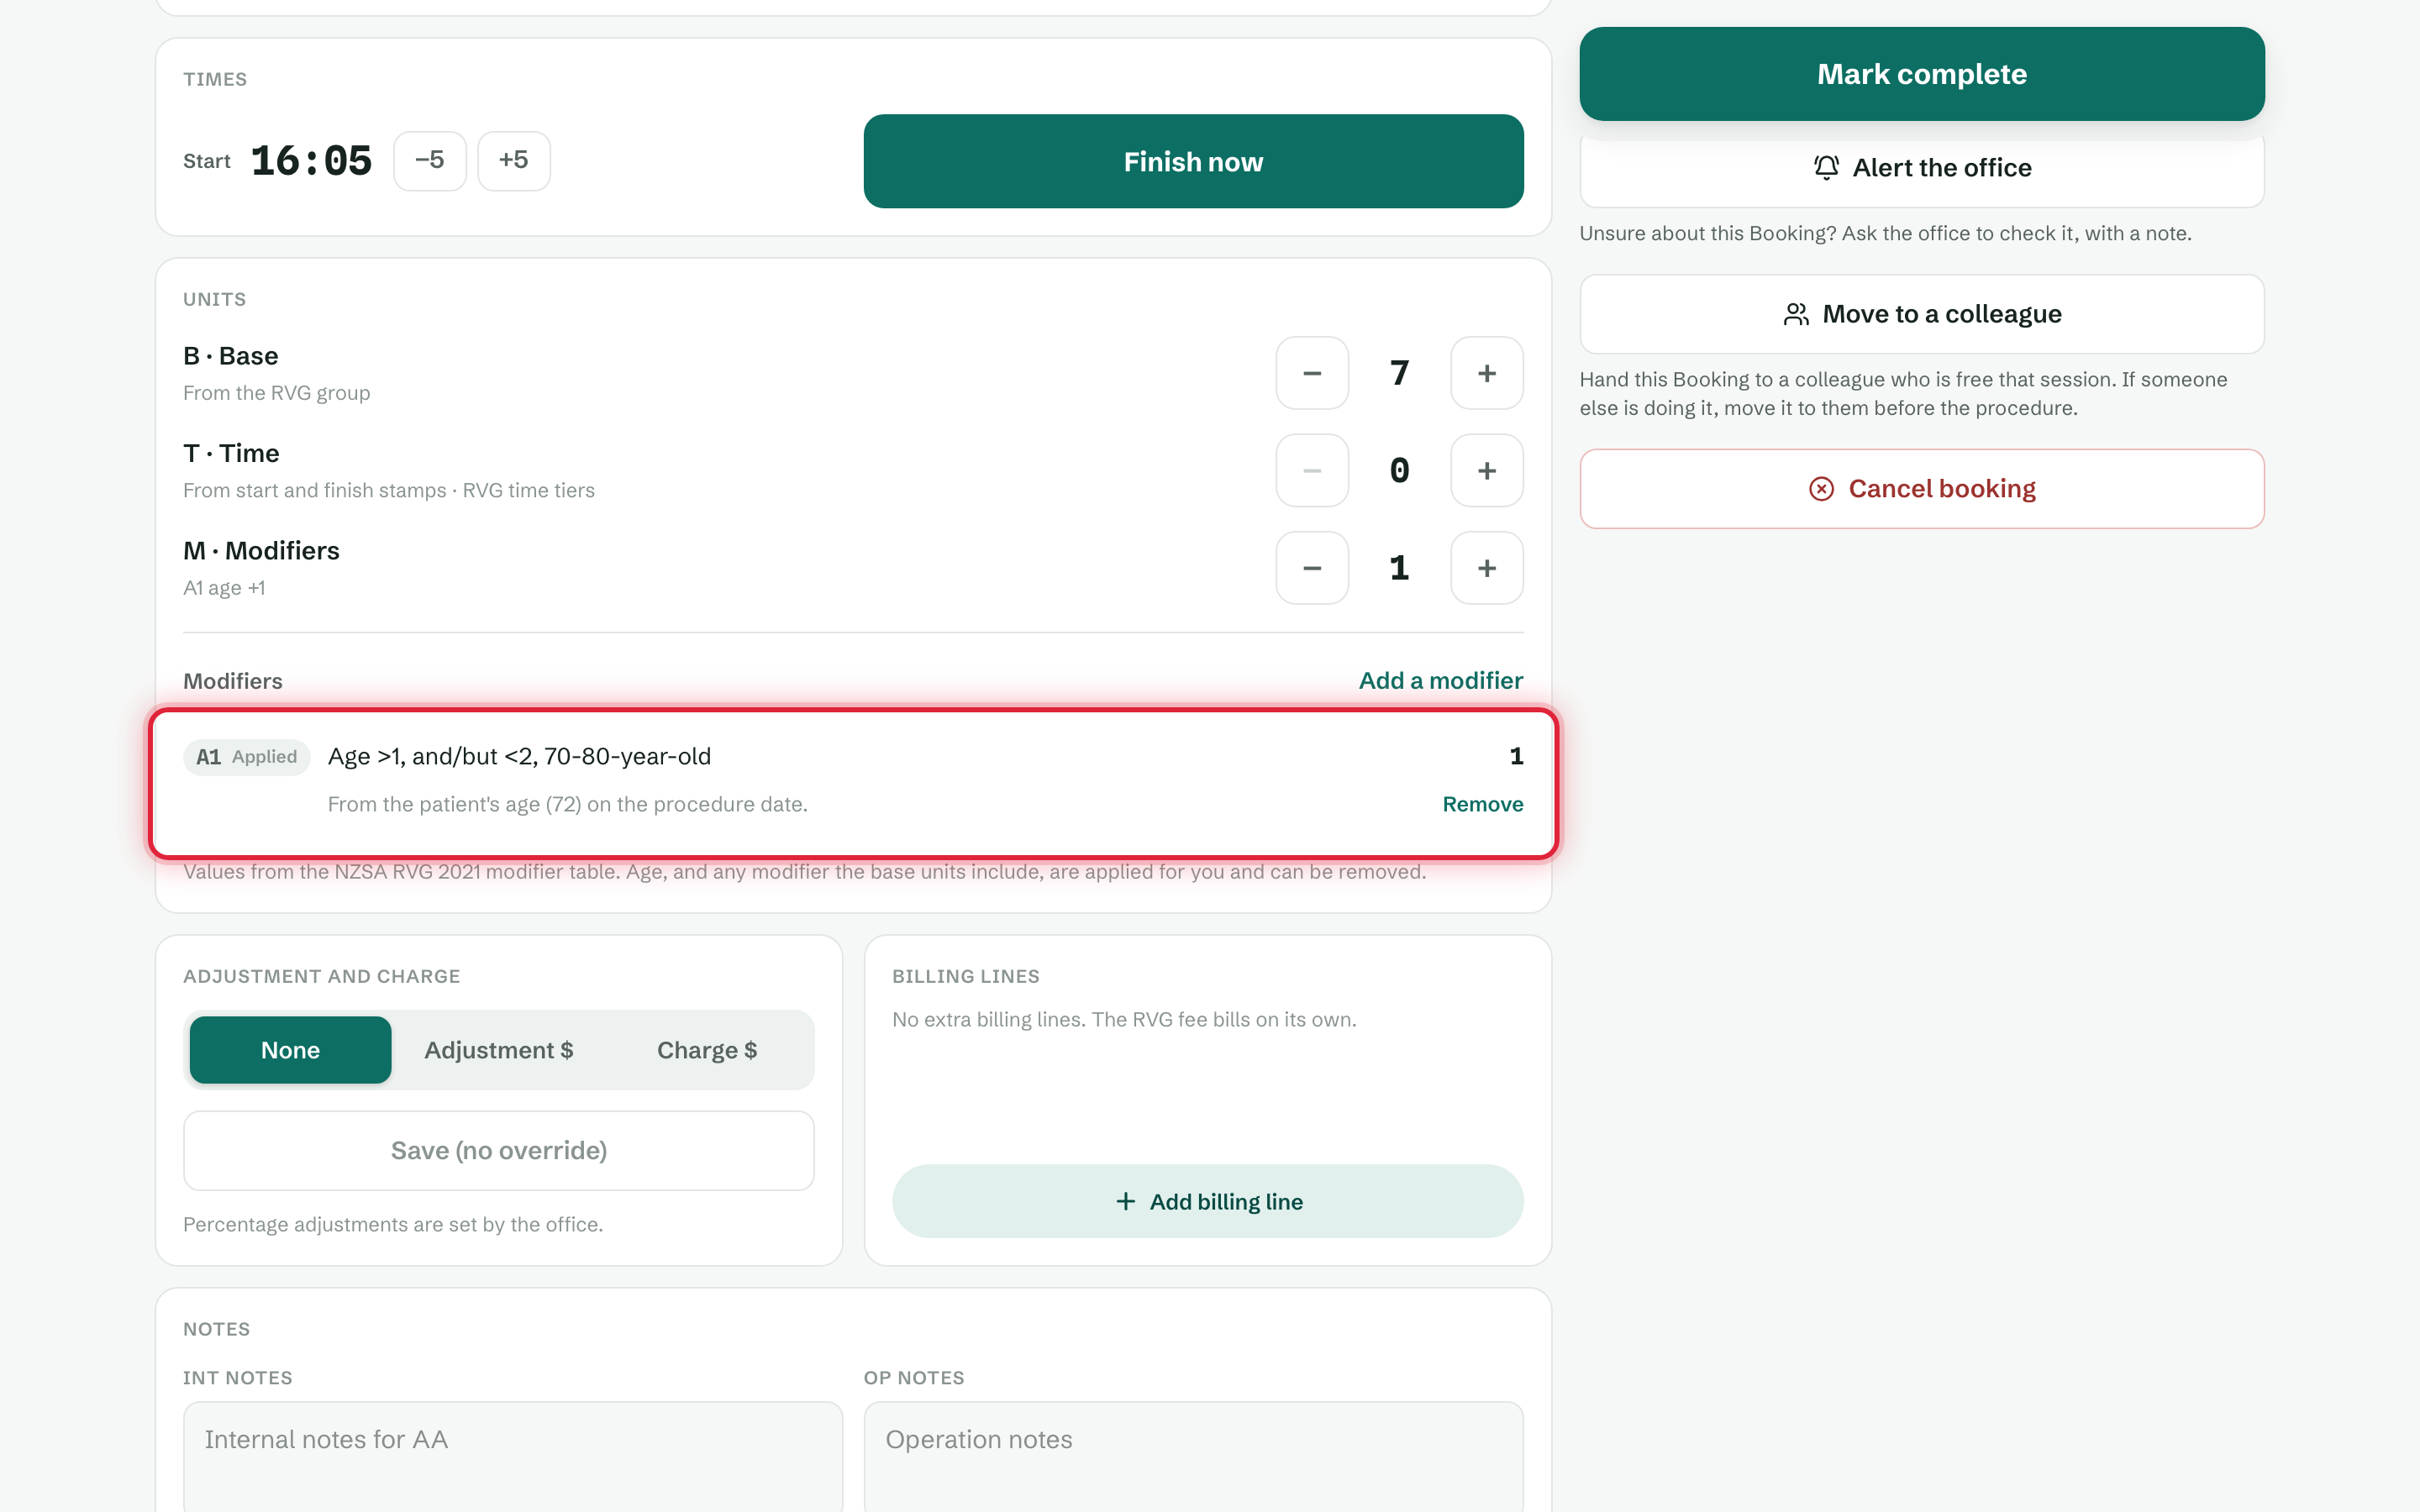 TIMES
Start 16:05 −5 +5
Finish now
UNITS
B · Base
From the RVG group
− 7 +
T · Time
From start and finish stamps · RVG time tiers
− 0 +
M · Modifiers
A1 age +1
− 1 +
Modifiers
Add a modifier
A1 Applied Age >1, and/but <2, 70-80-year-old 1
From the patient's age (72) on the procedure date. Remove
Values from the NZSA RVG 2021 modifier table. Age, and any modifier the base units include, are applied for you and can be removed.
ADJUSTMENT AND CHARGE
None Adjustment $ Charge $
Save (no override)
Percentage adjustments are set by the office.
BILLING LINES
No extra billing lines. The RVG fee bills on its own.
+ Add billing line
NOTES
INT NOTES
Internal notes for AA
OP NOTES
Operation notes
Mark complete
Alert the office
Unsure about this Booking? Ask the office to check it, with a note.
Move to a colleague
Hand this Booking to a colleague who is free that session. If someone
else is doing it, move it to them before the procedure.
Cancel booking